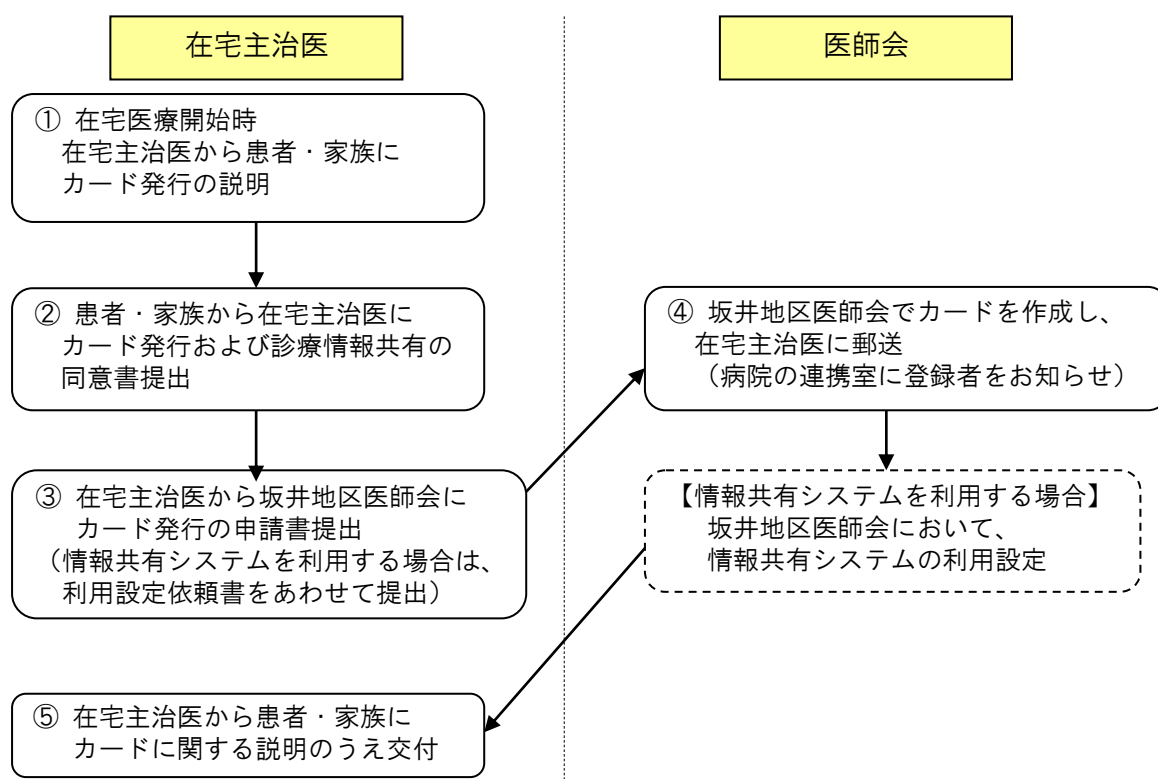 在宅主治医
医師会
① 在宅医療開始時
在宅主治医から患者・家族に
カード発行の説明
② 患者・家族から在宅主治医に
カード発行および診療情報共有の
同意書提出
③ 在宅主治医から坂井地区医師会に
カード発行の申請書提出
（情報共有システムを利用する場合は、
利用設定依頼書をあわせて提出）
④ 坂井地区医師会でカードを作成し、
在宅主治医に郵送
（病院の連携室に登録者をお知らせ）
【情報共有システムを利用する場合】
坂井地区医師会において、
情報共有システムの利用設定
⑤ 在宅主治医から患者・家族に
カードに関する説明のうえ交付